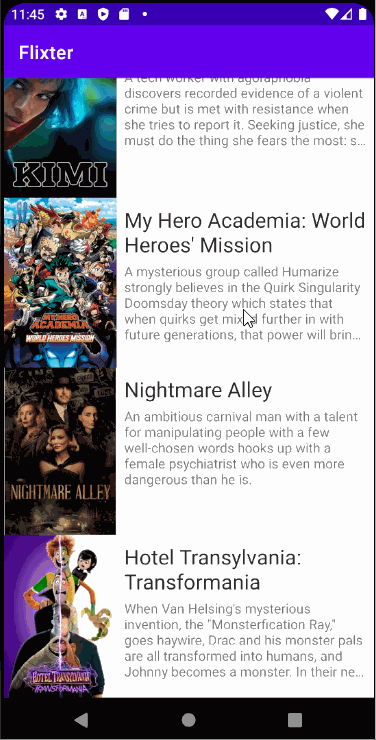 11:45
Flixter
A tech worker with agoraphobia
discovers recorded evidence of a violent
crime but is met with resistance when
she tries to report it. Seeking justice, she
must do the thing she fears the most: s...
KIMI
My Hero Academia: World
Heroes' Mission
A mysterious group called Humarize
strongly believes in the Quirk Singularity
Doomsday theory which states that
when quirks get mixed further in with
future generations, that power will brin...
MY HERO
ACADEMIA
WORLD HEROES MISSION
Nightmare Alley
An ambitious carnival man with a talent
for manipulating people with a few
well-chosen words hooks up with a
female psychiatrist who is even more
dangerous than he is.
NIGHTMARE ALLEY
Hotel Transylvania:
Transformania
When Van Helsing's mysterious
invention, the "Monsterfication Ray,"
goes haywire, Drac and his monster pals
are all transformed into humans, and
Johnny becomes a monster. In their ne...
HOTEL TRANSYLVANIA
TRANSFORMANIA